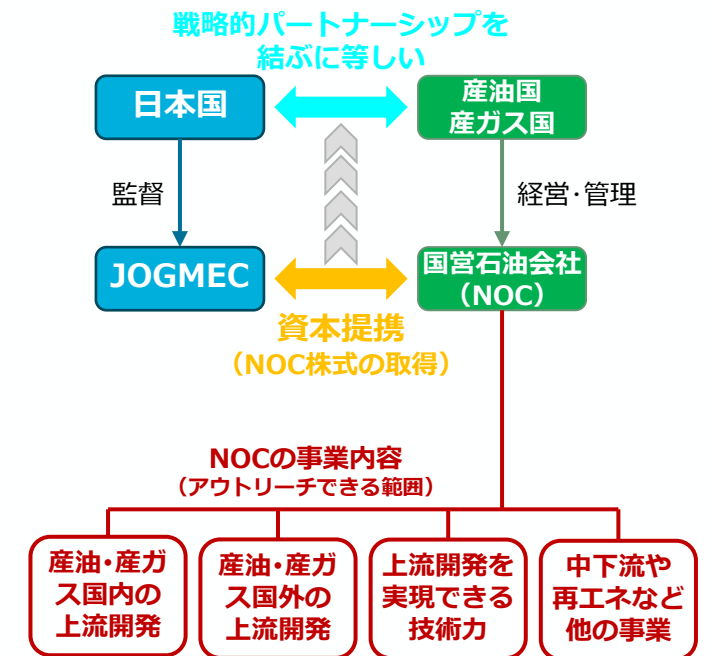 戦略的パートナーシップを
結ぶに等しい
日本国
産油国
産ガス国
監督
経営・管理
JOGMEC
国営石油会社
（NOC）
資本提携
（NOC株式の取得）
NOCの事業内容
（アウトリーチできる範囲）
産油・産ガ
ス国内の
上流開発
産油・産ガ
ス国外の
上流開発
上流開発を
実現できる
技術力
中下流や
再エネなど
他の事業